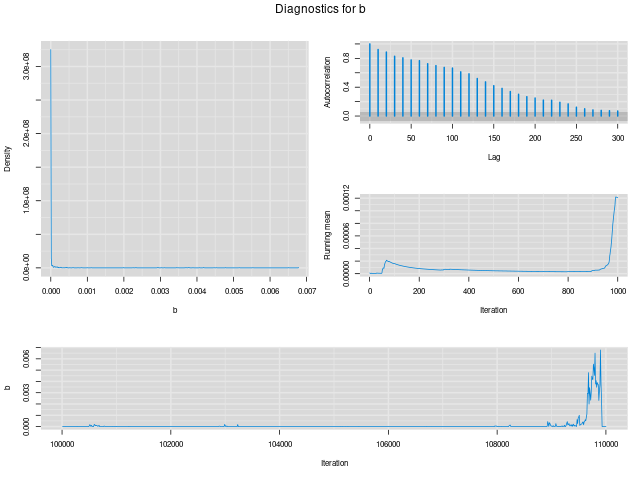 Diagnostics for b
Density
0.0e+00
1.0e+08
2.0e+08
3.0e+08
0.000 0.001 0.002 0.003 0.004 0.005 0.006 0.007
b
Autocorrelation
0.0 0.4 0.8
0 50 100 150 200 250 300
Lag
Running mean
0.00000 0.00006 0.00012
0 200 400 600 800 1000
Iteration
b
0.000 0.003 0.006
100000 102000 104000 106000 108000 110000
Iteration